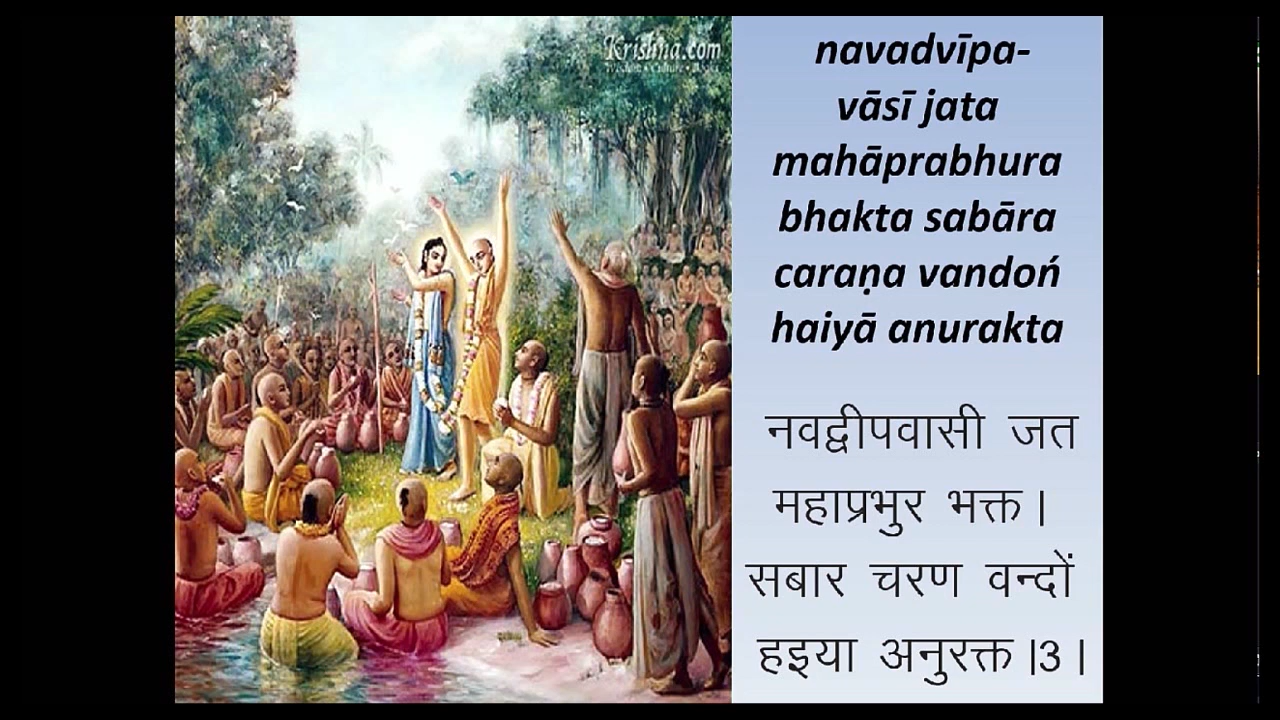 Krishna.com
navadvīpa-
vāsī jata
mahāprabhura
bhakta sabāra
caraṇa vandoń
haiyā anurakta
नवद्वीपवासी जत
महाप्रभुर भक्त।
सबार चरण वन्दों
हइया अनुरक्त।3।